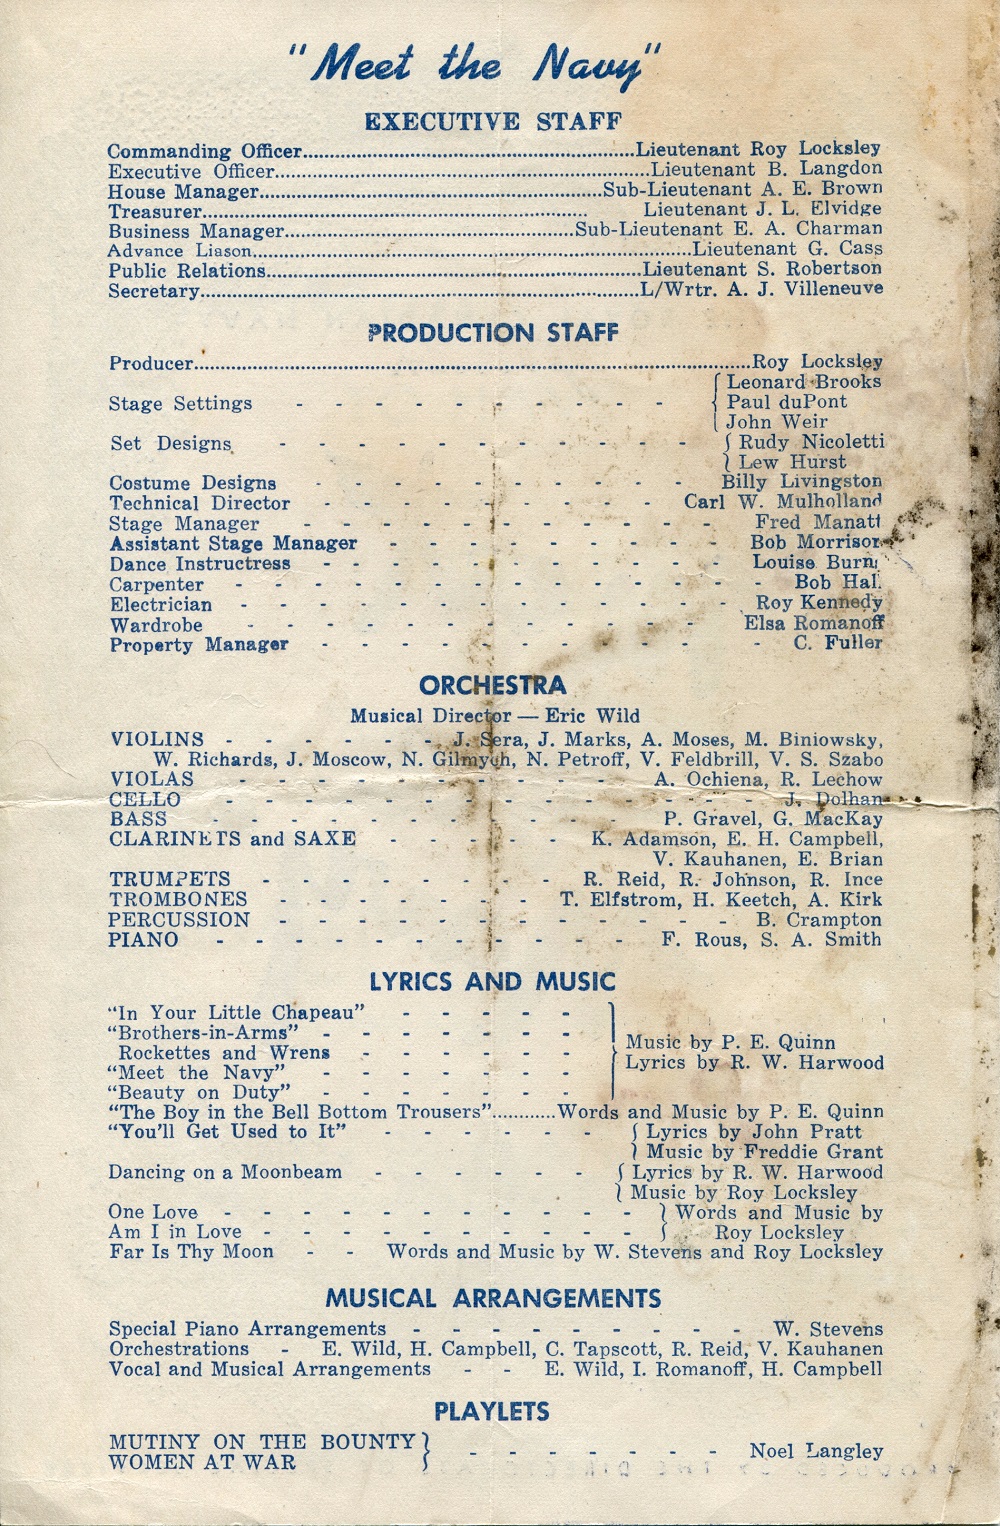 "Meet the Navy"
EXECUTIVE STAFF
Commanding Officer........Lieutenant Roy Locksley
Executive Officer........Lieutenant B. Langdon
House Manager........Sub-Lieutenant A. E. Brown
Treasurer........ Lieutenant J. L. Elvidge
Business Manager........Sub-Lieutenant E. A. Charman
Advance Liason........Lieutenant G. Cass
Public Relations........Lieutenant S. Robertson
Secretary........L/Wrtr. A. J. Villeneuve
PRODUCTION STAFF
Producer........Roy Locksley
Leonard Brooks
Stage Settings - - - - - - - - - - Paul duPont
John Weir
Set Designs - - - - - - - - - - Rudy Nicoletti
Lew Hurst
Costume Designs - - - - - - - - - - Billy Livingston
Technical Director - - - - - - - - - Carl W. Mulholland
Stage Manager - - - - - - - - - - - Fred Manatt
Assistant Stage Manager - - - - - - - - - Bob Morrison
Dance Instructress - - - - - - - - - - - Louise Burn
Carpenter - - - - - - - - - - - - - - Bob Hal
Electrician - - - - - - - - - - - - - Roy Kennedy
Wardrobe - - - - - - - - - - - - Elsa Romanoff
Property Manager - - - - - - - - - - - C. Fuller
ORCHESTRA
Musical Director — Eric Wild
VIOLINS - - - - - - J. Sera, J. Marks, A. Moses, M. Biniowsky,
W. Richards, J. Moscow, N. Gilmych, N. Petroff, V. Feldbrill, V. S. Szabo
VIOLAS - - - - - - - - - - A. Ochiena, R. Lechow
CELLO - - - - - - - - - - - - - - J. Dolhan
BASS - - - - - - - - - - - - P. Gravel, G. MacKay
CLARINETS and SAXE - - - - - K. Adamson, E. H. Campbell,
V. Kauhanen, E. Brian
TRUMPETS - - - - - - - - R. Reid, R. Johnson, R. Ince
TROMBONES - - - - - - - T. Elfstrom, H. Keetch, A. Kirk
PERCUSSION - - - - - - - - - - - - B. Crampton
PIANO - - - - - - - - - - - F. Rous, S. A. Smith
LYRICS AND MUSIC
"In Your Little Chapeau" - - - - -
"Brothers-in-Arms" - - - - - - -
Rockettes and Wrens - - - - - - Music by P. E. Quinn
"Meet the Navy" - - - - - - - Lyrics by R. W. Harwood
"Beauty on Duty" - - - - - - -
"The Boy in the Bell Bottom Trousers"............Words and Music by P. E. Quinn
"You'll Get Used to It" - - - - - - Lyrics by John Pratt
Music by Freddie Grant
Dancing on a Moonbeam - - - - - - Lyrics by R. W. Harwood
Music by Roy Locksley
One Love - - - - - - - - - - - Words and Music by
Am I in Love - - - - - - - - - - Roy Locksley
Far Is Thy Moon - - Words and Music by W. Stevens and Roy Locksley
MUSICAL ARRANGEMENTS
Special Piano Arrangements - - - - - - - - - W. Stevens
Orchestrations - E. Wild, H. Campbell, C. Tapscott, R. Reid, V. Kauhanen
Vocal and Musical Arrangements - - E. Wild, I. Romanoff, H. Campbell
PLAYLETS
MUTINY ON THE BOUNTY
WOMEN AT WAR - - - - - - - Noel Langley